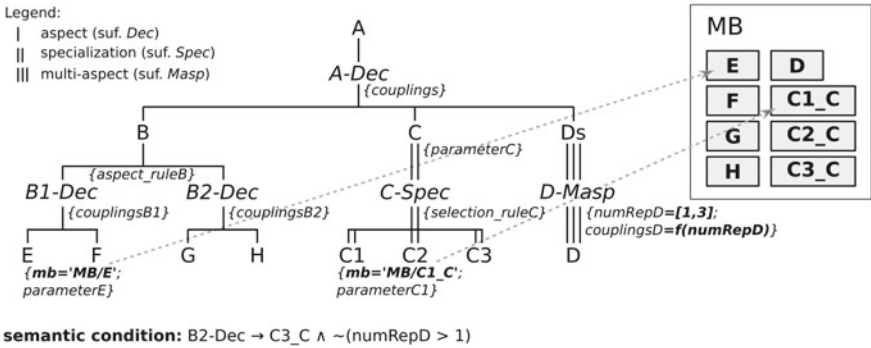 Legend:
| aspect (suf. Dec)
|| specialization (suf. Spec)
||| multi-aspect (suf. Masp)
A
A-Dec
{couplings}
MB
E D
F C1_C
G C2_C
H C3_C
B C Ds
{aspect_ruleB} {parameterC}
B1-Dec B2-Dec C-Spec D-Masp
{couplingsB1} {couplingsB2} {selection_ruleC} {numRepD=[1,3];
couplingsD=f(numRepD)}
E F G H C1 C2 C3 D
{mb='MB/E'; {mb='MB/C1_C';
parameterE} parameterC1}
semantic condition: B2-Dec → C3_C ∧ ~(numRepD > 1)